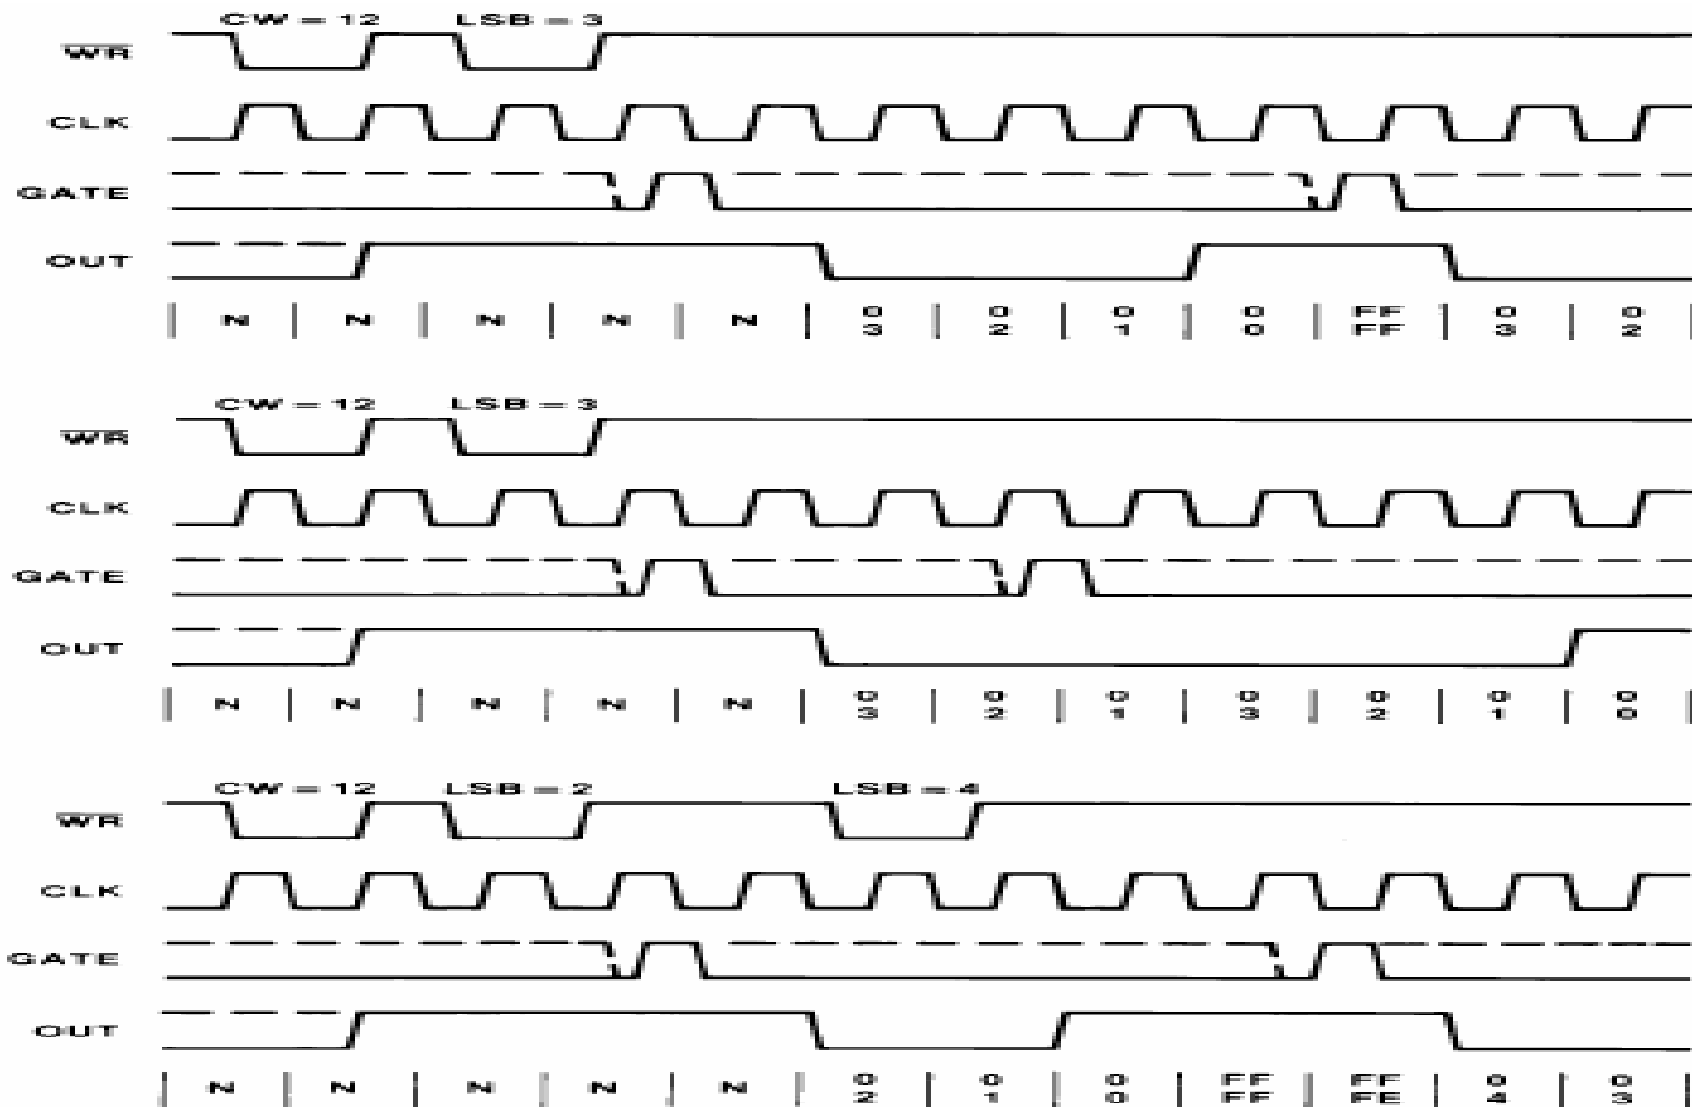 CW = 12 LSB = 3
WR
CLK
GATE
OUT
N N N N N 0 0 0 0 FF 0 0
3 2 1 0 FF 3 2
CW = 12 LSB = 3
WR
CLK
GATE
OUT
N N N N N 0 0 0 0 0 0 0
3 2 1 3 2 1 0
CW = 12 LSB = 2 LSB = 4
WR
CLK
GATE
OUT
N N N N N 0 0 0 FF FF 0 0
2 1 0 FF FE 4 3